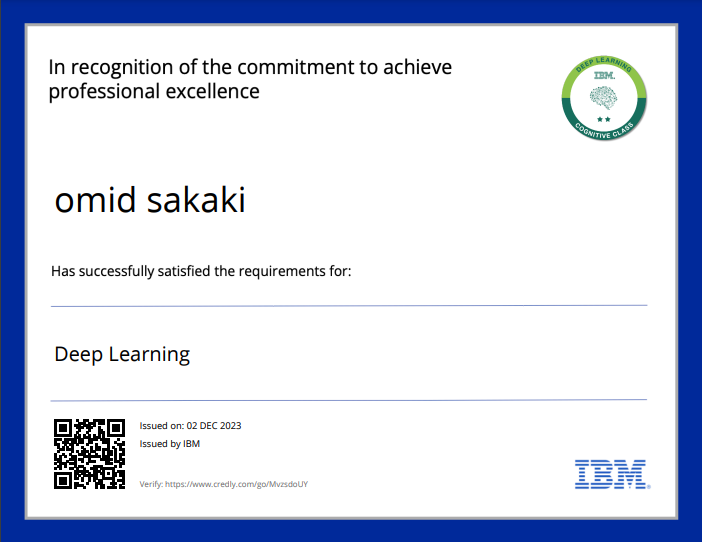 In recognition of the commitment to achieve
professional excellence
DEEP LEARNING
IBM.
COGNITIVE CLASS
omid sakaki
Has successfully satisfied the requirements for:
Deep Learning
Issued on: 02 DEC 2023
Issued by IBM
Verify: https://www.credly.com/go/MvzsdoUY
IBM®